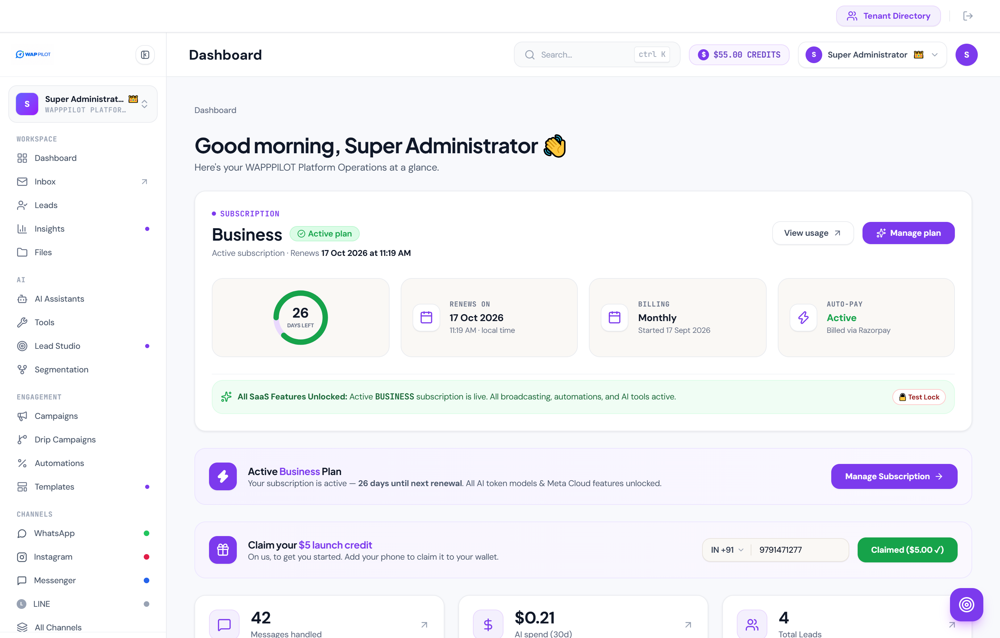 Tenant Directory
WAP PILOT
Dashboard
Search...
ctrl K
$ $55.00 CREDITS
S Super Administrator
S
S Super Administrat...
WAPPPILOT PLATFOR...
WORKSPACE
Dashboard
Inbox
Leads
Insights
Files
AI
AI Assistants
Tools
Lead Studio
Segmentation
ENGAGEMENT
Campaigns
Drip Campaigns
Automations
Templates
CHANNELS
WhatsApp
Instagram
Messenger
L LINE
All Channels
Dashboard
Good morning, Super Administrator 👋
Here's your WAPPPILOT Platform Operations at a glance.
SUBSCRIPTION
Business
Active plan
Active subscription · Renews 17 Oct 2026 at 11:19 AM
View usage
Manage plan
26
DAYS LEFT
RENEWS ON
17 Oct 2026
11:19 AM · local time
BILLING
Monthly
Started 17 Sept 2026
AUTO-PAY
Active
Billed via Razorpay
All SaaS Features Unlocked: Active BUSINESS subscription is live. All broadcasting, automations, and AI tools active.
🔒 Test Lock
Active Business Plan
Your subscription is active — 26 days until next renewal. All AI token models & Meta Cloud features unlocked.
Manage Subscription →
Claim your $5 launch credit
On us, to get you started. Add your phone to claim it to your wallet.
IN +91
9791471277
Claimed ($5.00 ✓)
42
Messages handled
$0.21
AI spend (30d)
4
Total Leads